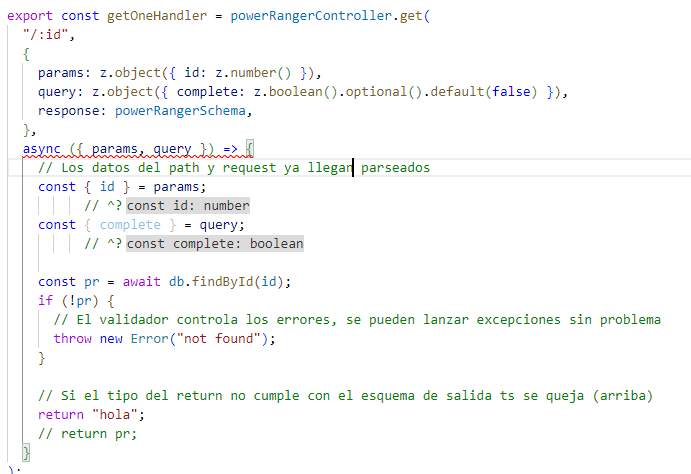 export const getOneHandler = powerRangerController.get(
  "/:id",
  {
    params: z.object({ id: z.number() }),
    query: z.object({ complete: z.boolean().optional().default(false) }),
    response: powerRangerSchema,
  },
  async ({ params, query }) => {
    // Los datos del path y request ya llegan parseados
    const { id } = params;
          // ^? const id: number
    const { complete } = query;
          // ^? const complete: boolean

    const pr = await db.findById(id);
    if (!pr) {
      // El validador controla los errores, se pueden lanzar excepciones sin problema
      throw new Error("not found");
    }

    // Si el tipo del return no cumple con el esquema de salida ts se queja (arriba)
    return "hola";
    // return pr;
  }
);